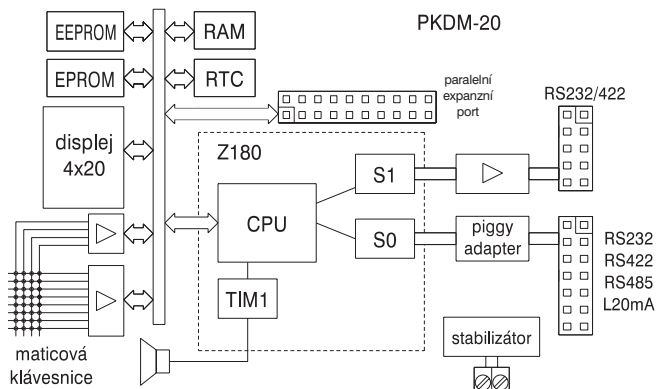 PKDM-20
EEPROM
RAM
EPROM
RTC
paralelní
expanzní
port
RS232/422
displej
4x20
Z180
S1
CPU
S0
piggy
adapter
RS232
RS422
RS485
L20mA
TIM1
maticová
klávesnice
stabilizátor